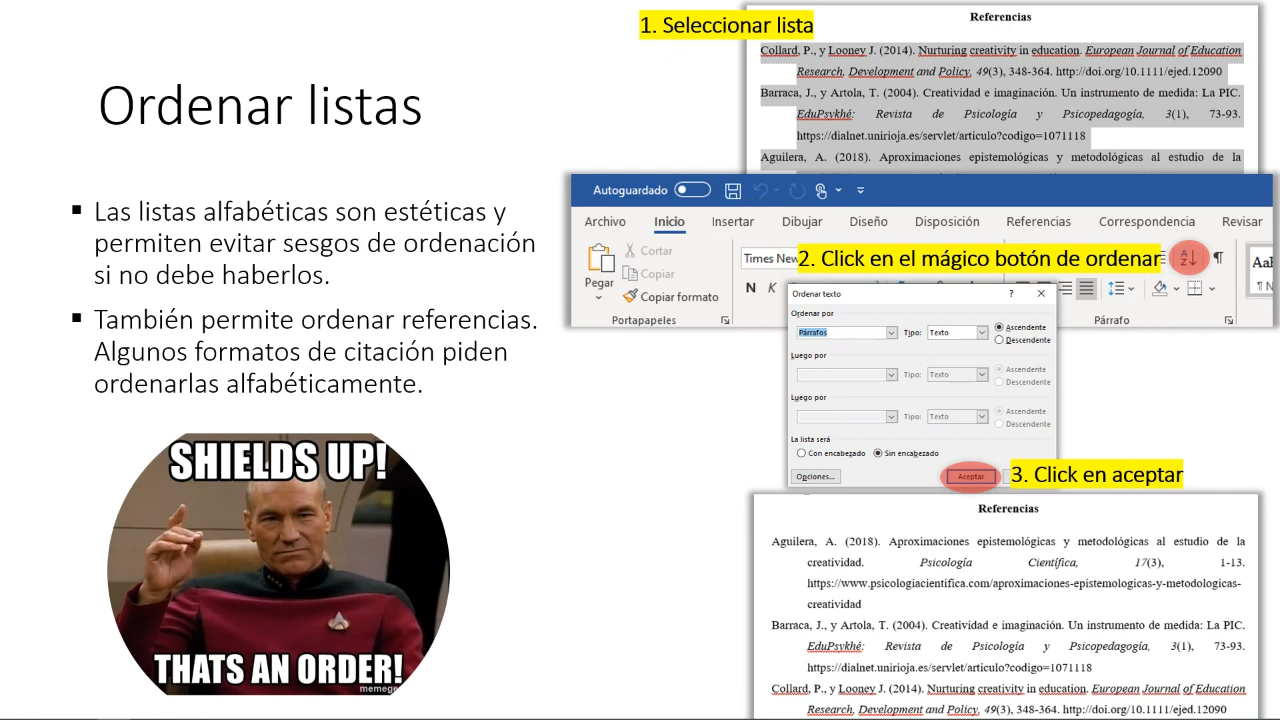 Ordenar listas
▪ Las listas alfabéticas son estéticas y
permiten evitar sesgos de ordenación
si no debe haberlos.
▪ También permite ordenar referencias.
Algunos formatos de citación piden
ordenarlas alfabéticamente.
SHIELDS UP!
THATS AN ORDER!
1. Seleccionar lista
Referencias
Collard, P., y Looney J. (2014). Nurturing creativity in education. European Journal of Education
Research, Development and Policy, 49(3), 348-364. http://doi.org/10.1111/ejed.12090
Barraca, J., y Artola, T. (2004). Creatividad e imaginación. Un instrumento de medida: La PIC.
EduPsykhé: Revista de Psicología y Psicopedagogía, 3(1), 73-93.
https://dialnet.unirioja.es/servlet/articulo?codigo=1071118
Aguilera, A. (2018). Aproximaciones epistemológicas y metodológicas al estudio de la
Autoguardado
Archivo Inicio Insertar Dibujar Diseño Disposición Referencias Correspondencia Revisar
Cortar
Copiar
Pegar
Copiar formato
Portapapeles
Times New
N K
2. Click en el mágico botón de ordenar
¶
Párrafo
Ordenar texto ?
Ordenar por
Párrafos Tipo: Texto Ascendente
Descendente
Luego por
Tipo: Texto Ascendente
Descendente
Luego por
Tipo: Texto Ascendente
Descendente
La lista será
Con encabezado Sin encabezado
Opciones... Aceptar
3. Click en aceptar
Referencias
Aguilera, A. (2018). Aproximaciones epistemológicas y metodológicas al estudio de la
creatividad. Psicología Científica, 17(3), 1-13.
https://www.psicologiacientifica.com/aproximaciones-epistemologicas-y-metodologicas-
creatividad
Barraca, J., y Artola, T. (2004). Creatividad e imaginación. Un instrumento de medida: La PIC.
EduPsykhé: Revista de Psicología y Psicopedagogía, 3(1), 73-93.
https://dialnet.unirioja.es/servlet/articulo?codigo=1071118
Collard, P., y Looney J. (2014). Nurturing creativity in education. European Journal of Education
Research, Development and Policy, 49(3), 348-364. http://doi.org/10.1111/ejed.12090